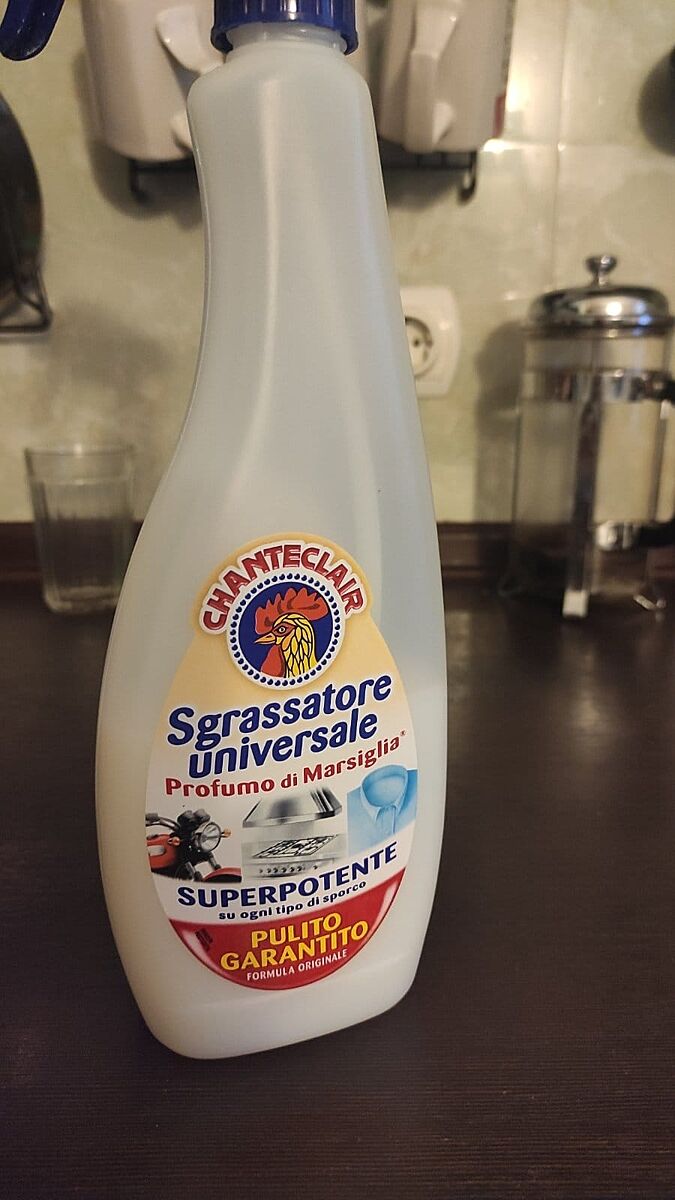 CHANTECLAIR
Sgrassatore
universale
Profumo di Marsiglia®
SUPERPOTENTE
su ogni tipo di sporco
PULITO
GARANTITO
FORMULA ORIGINALE